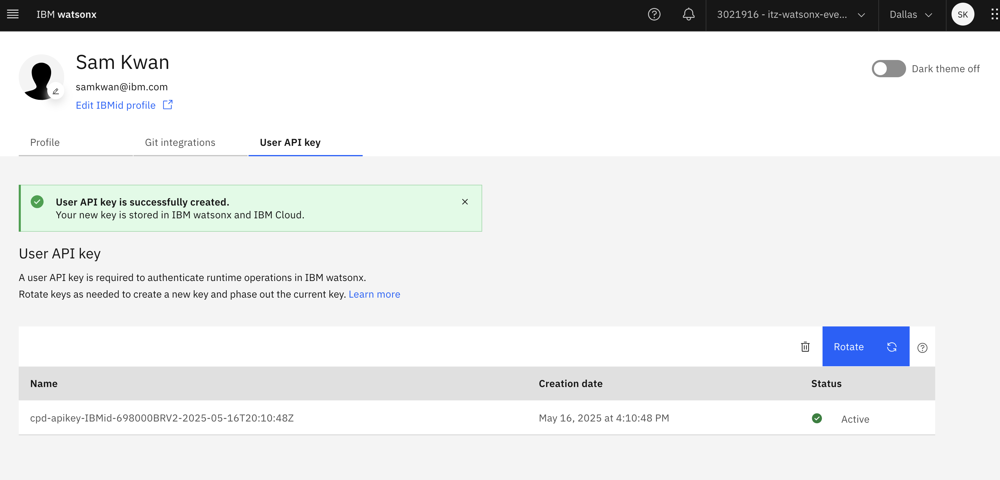 IBM watsonx
3021916 - itz-watsonx-eve...
Dallas
SK
Sam Kwan
samkwan@ibm.com
Edit IBMid profile
Dark theme off
Profile
Git integrations
User API key
User API key is successfully created.
Your new key is stored in IBM watsonx and IBM Cloud.
User API key
A user API key is required to authenticate runtime operations in IBM watsonx.
Rotate keys as needed to create a new key and phase out the current key. Learn more
Rotate
Name
Creation date
Status
cpd-apikey-IBMid-698000BRV2-2025-05-16T20:10:48Z
May 16, 2025 at 4:10:48 PM
Active